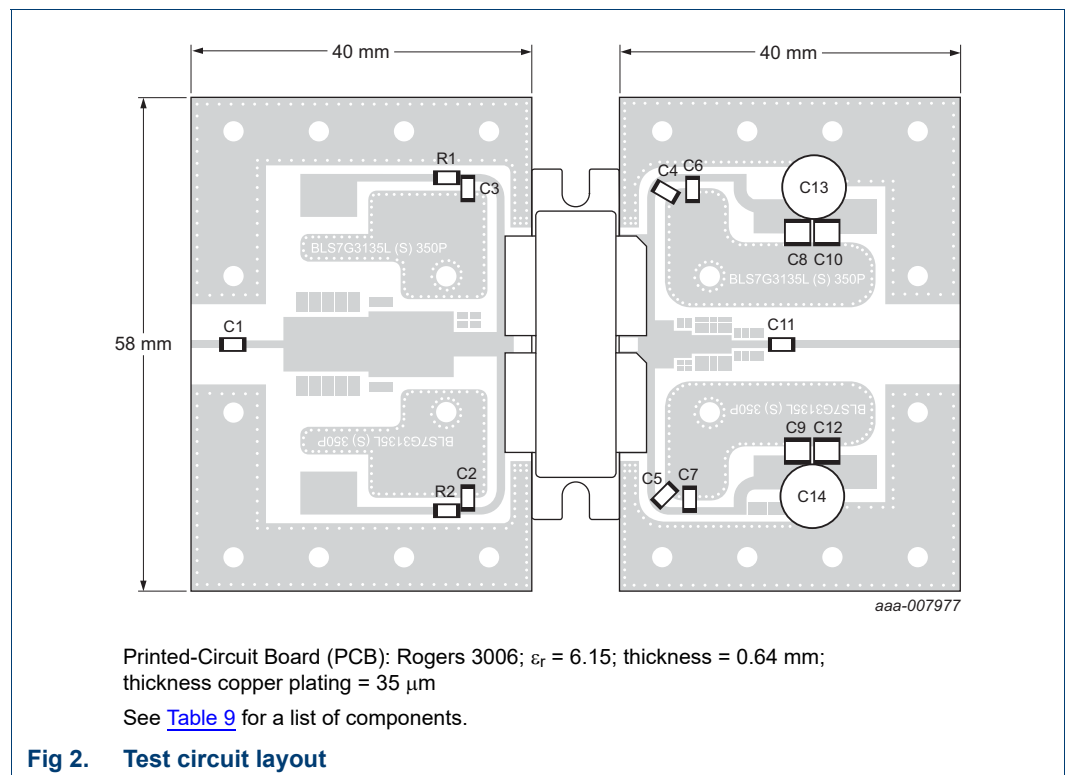 40 mm
40 mm
R1
C3
C4
C6
C13
BLS7G3135L (S) 350P
C8
C10
BLS7G3135L (S) 350P
C1
C11
58 mm
BLS7G3135L (S) 350P
BLS7G3135L (S) 350P
C9
C12
C2
R2
C5
C7
C14
aaa-007977
Printed-Circuit Board (PCB): Rogers 3006; εr = 6.15; thickness = 0.64 mm;
thickness copper plating = 35 μm
See Table 9 for a list of components.
Fig 2. Test circuit layout